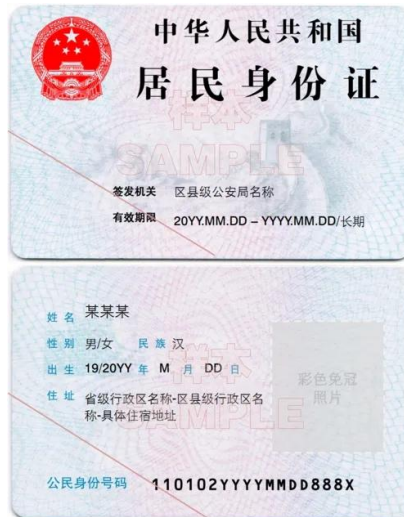 中华人民共和国
居民身份证
样本
SAMPLE
签发机关 区县级公安局名称
有效期限 20YY.MM.DD - YYYY.MM.DD/长期
姓名 某某某
性别 男/女 民族 汉
样本
出生 19/20YY 年 M 月 DD 日
彩色免冠
照片
住址 省级行政区名称-区县级行政区名
称-具体住宿地址
SAMPLE
公民身份号码 110102YYYYMMDD888X